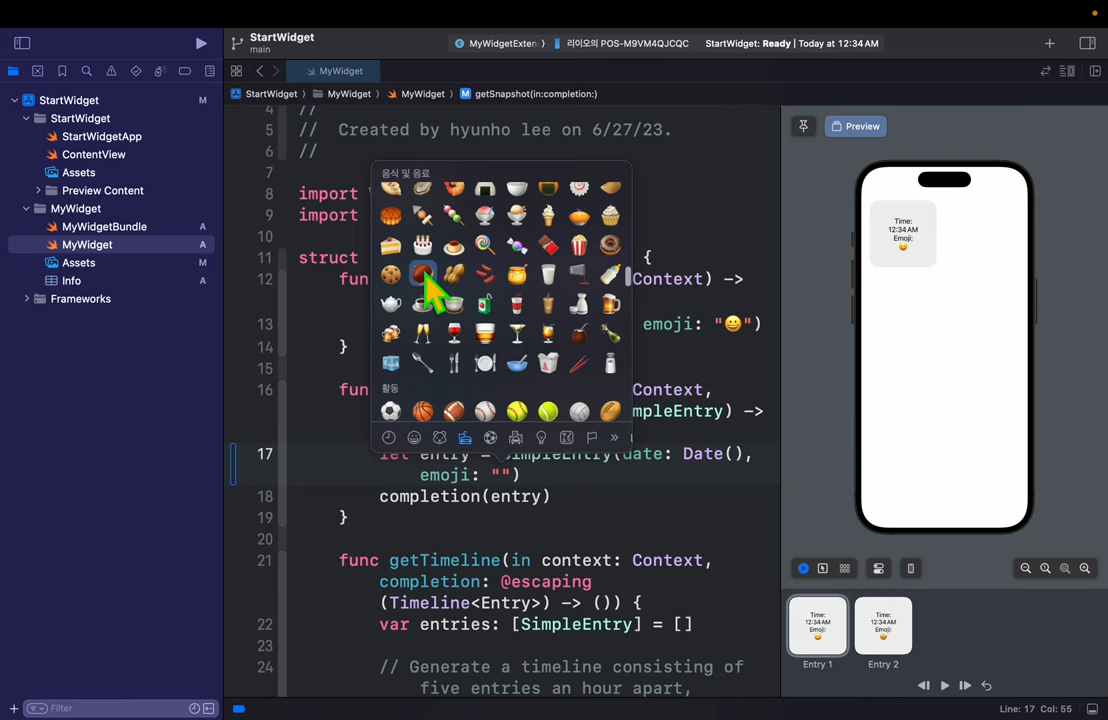 StartWidget
main
MyWidgetExten
리이오의 POS-M9VM4QJCQC
StartWidget: Ready | Today at 12:34 AM
MyWidget
StartWidget
MyWidget
MyWidget
M
getSnapshot(in:completion:)
StartWidget
M
StartWidget
StartWidgetApp
ContentView
Assets
Preview Content
MyWidget
MyWidgetBundle
A
MyWidget
A
Assets
A
Info
A
Frameworks
4 //
5 // Created by hyunho lee on 6/27/23.
6 //
7
8 import
9 import
10
11 struct {
12 fun Context) ->
13 emoji: "😀")
14 }
15
16 fun Context,
mpleEntry) ->
17 let entry = SimpleEntry(date: Date(),
emoji: "")
18 completion(entry)
19 }
20
21 func getTimeline(in context: Context,
completion: @escaping
(Timeline<Entry>) -> ()) {
22 var entries: [SimpleEntry] = []
23
24 // Generate a timeline consisting of
five entries an hour apart,
음식 및 음료
활동
Preview
Time:
12:34 AM
Emoji:
Time:
12:34 AM
Emoji:
Entry 1
Time:
12:34 AM
Emoji:
Entry 2
Filter
Line: 17 Col: 55